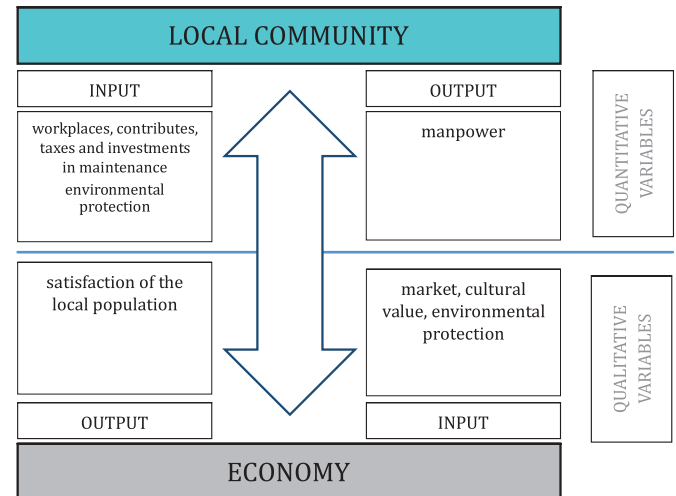 LOCAL COMMUNITY
INPUT
OUTPUT
workplaces, contributes,
taxes and investments
in maintenance
environmental
protection
manpower
QUANTITATIVE
VARIABLES
satisfaction of the
local population
market, cultural
value, environmental
protection
QUALITATIVE
VARIABLES
OUTPUT
INPUT
ECONOMY